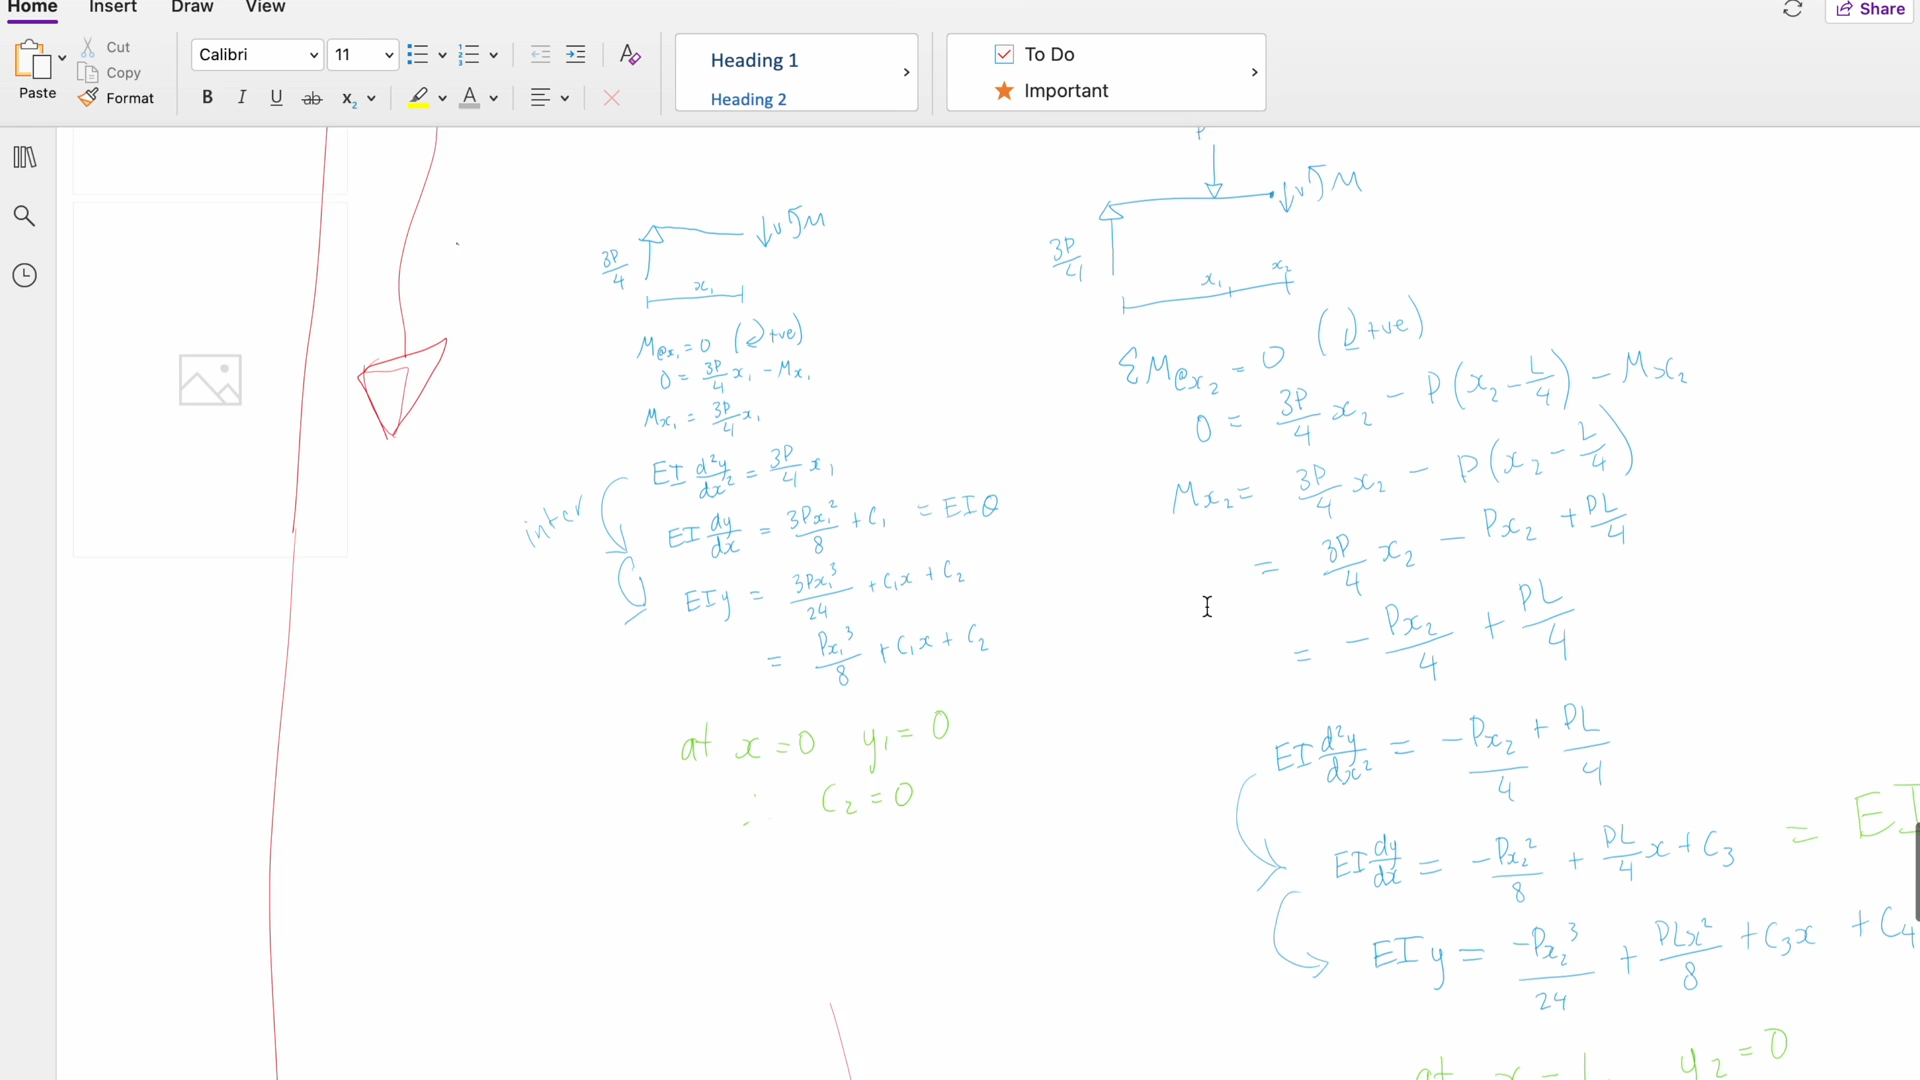 Home Insert Draw View Share
Paste Cut Copy Format
Calibri 11
B I U ab x₂ A
Heading 1
Heading 2
To Do
Important
3P/4
↓V M
x₁
M@x₁ = 0 (+ve)
0 = 3P/4 x₁ - Mx₁
Mx₁ = 3P/4 x₁
EI d²y/dx² = 3P/4 x₁
inter
EI dy/dx = 3Px₁²/8 + C₁ = EIθ
EIy = 3Px₁³/24 + C₁x + C₂
= Px₁³/8 + C₁x + C₂
at x = 0 y₁ = 0
∴ C₂ = 0
P
↓V M
3P/4
x₁ x₂
ΣM@x₂ = 0 (+ve)
0 = 3P/4 x₂ - P(x₂ - L/4) - Mx₂
Mx₂ = 3P/4 x₂ - P(x₂ - L/4)
= 3P/4 x₂ - Px₂ + PL/4
= - Px₂/4 + PL/4
EI d²y/dx² = - Px₂/4 + PL/4
EI dy/dx = - Px₂²/8 + PL/4 x + C₃ = EI
EIy = -Px₂³/24 + PLx²/8 + C₃x + C₄
at x = L y₂ = 0